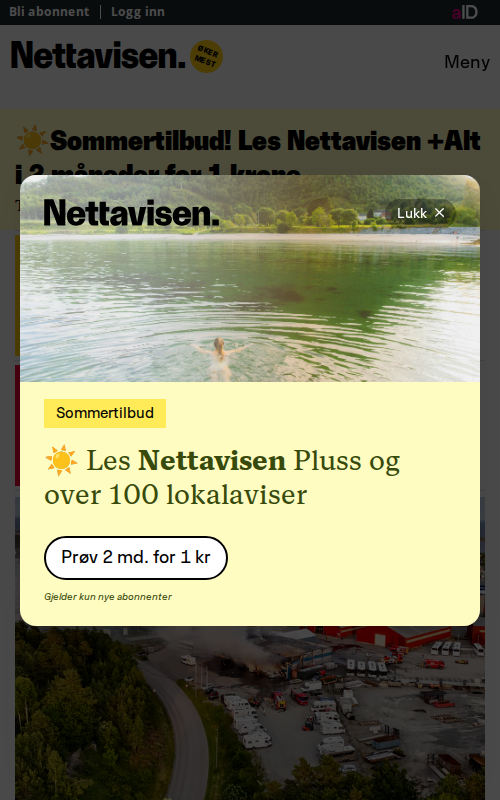 Bli abonnent | Logg inn
aID
Nettavisen.
ØKER MEST
Meny
Sommertilbud! Les Nettavisen +Alt
i 2 måneder for 1 krone
Nettavisen.
Lukk ×
Sommertilbud
Les Nettavisen Pluss og
over 100 lokalaviser
Prøv 2 md. for 1 kr
Gjelder kun nye abonnenter